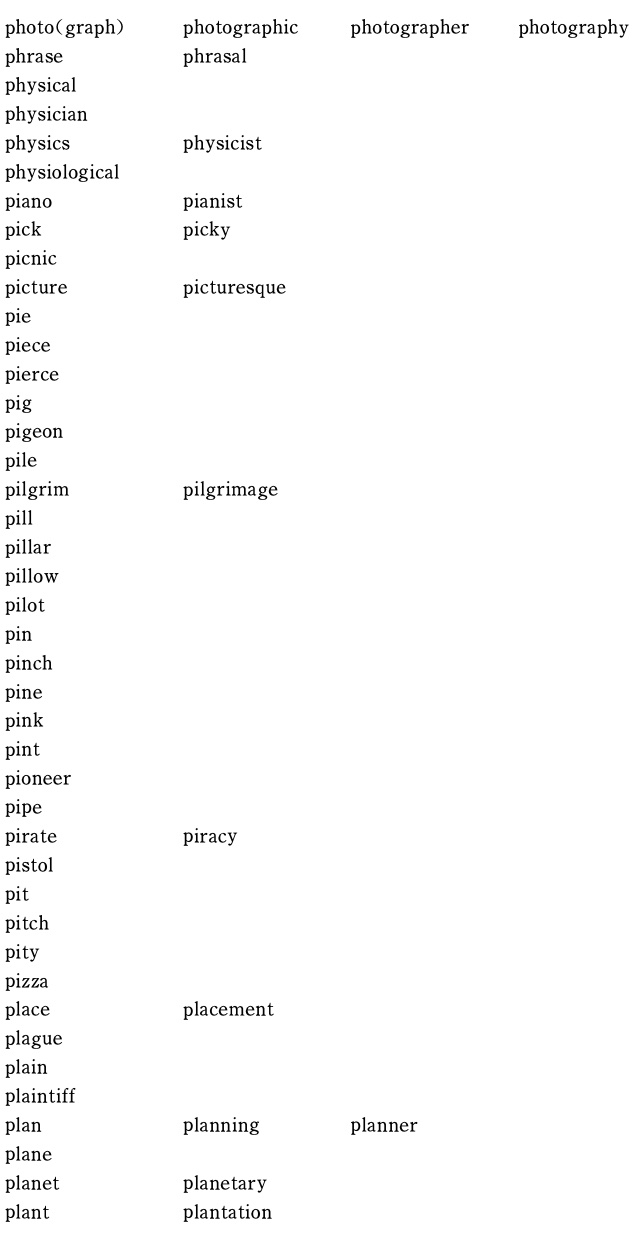 photo(graph) photographic photographer photography
phrase phrasal
physical
physician
physics physicist
physiological
piano pianist
pick picky
picnic
picture picturesque
pie
piece
pierce
pig
pigeon
pile
pilgrim pilgrimage
pill
pillar
pillow
pilot
pin
pinch
pine
pink
pint
pioneer
pipe
pirate piracy
pistol
pit
pitch
pity
pizza
place placement
plague
plain
plaintiff
plan planning planner
plane
planet planetary
plant plantation